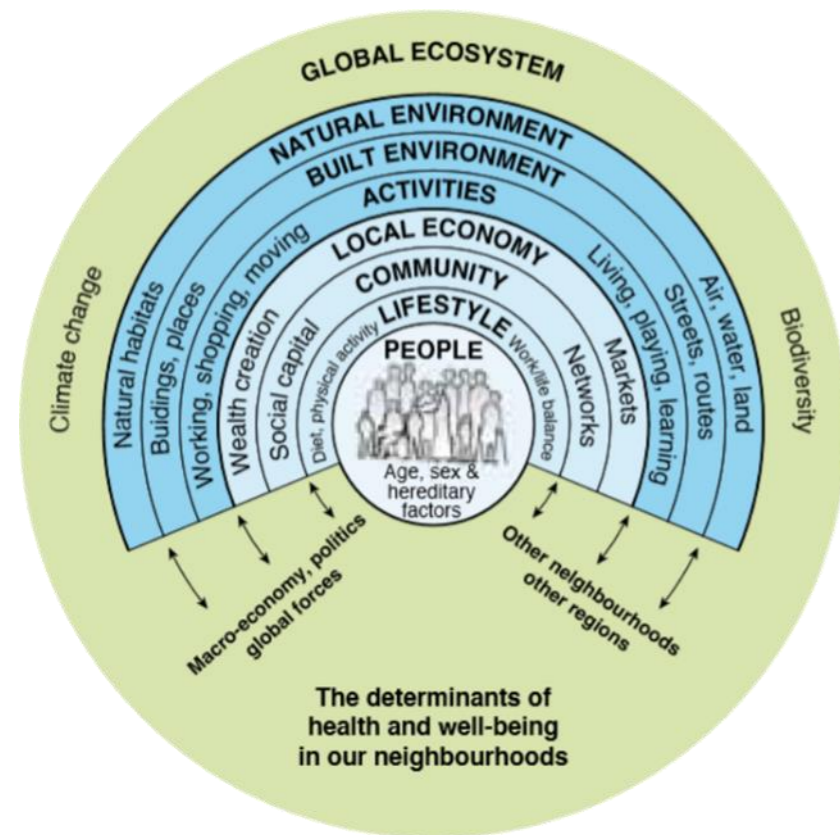 GLOBAL ECOSYSTEM
NATURAL ENVIRONMENT
BUILT ENVIRONMENT
ACTIVITIES
LOCAL ECONOMY
COMMUNITY
LIFESTYLE
PEOPLE
Age, sex &
hereditary
factors
Climate change
Natural habitats
Buidings, places
Working, shopping, moving
Wealth creation
Social capital
Diet, physical activity
Work/life balance
Networks
Markets
Living, playing, learning
Streets, routes
Air, water, land
Biodiversity
Macro-economy, politics
global forces
Other neighbourhoods
other regions
The determinants of
health and well-being
in our neighbourhoods